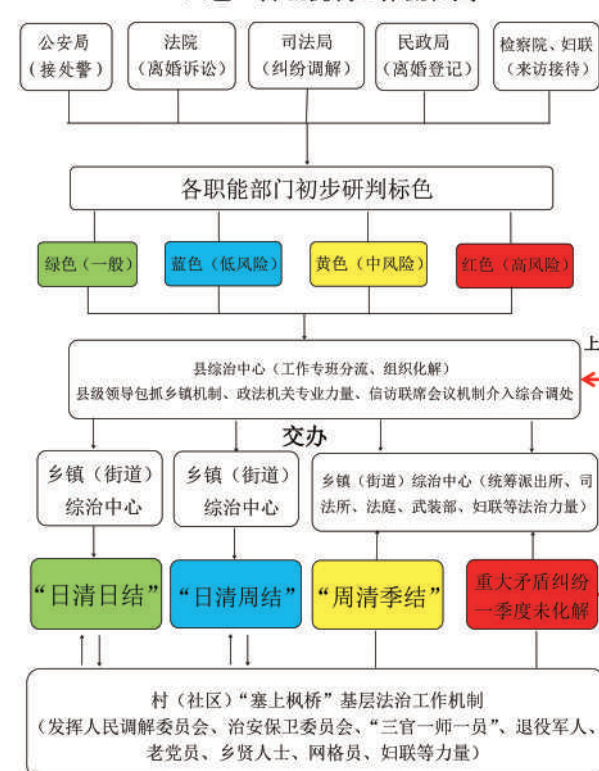 公安局
（接处警）
法院
（离婚诉讼）
司法局
（纠纷调解）
民政局
（离婚登记）
检察院、妇联
（来访接待）
各职能部门初步研判标色
绿色（一般）
蓝色（低风险）
黄色（中风险）
红色（高风险）
上
县综治中心（工作专班分流、组织化解）
县级领导包抓乡镇机制、政法机关专业力量、信访联席会议机制介入综合调处
交办
乡镇（街道）
综治中心
乡镇（街道）
综治中心
乡镇（街道）综治中心（统筹派出所、司
法所、法庭、武装部、妇联等法治力量）
“日清日结”
“日清周结”
“周清季结”
重大矛盾纠纷
一季度未化解
村（社区）“塞上枫桥”基层法治工作机制
（发挥人民调解委员会、治安保卫委员会、“三官一师一员”、退役军人、
老党员、乡贤人士、网格员、妇联等力量）